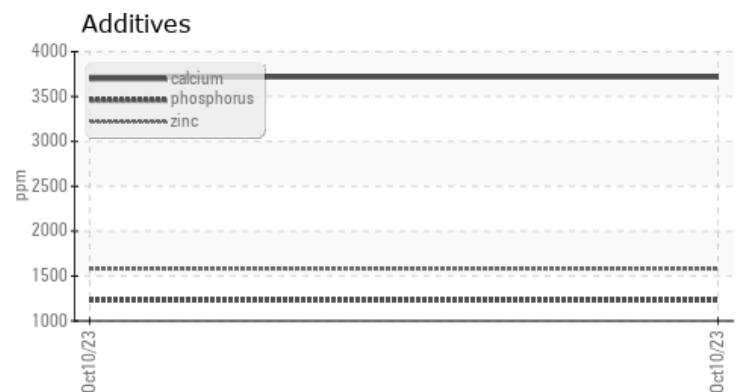 Additives
4000
calcium
3500
phosphorus
zinc
3000
ppm
2500
2000
1500
1000
Oct10/23
Oct10/23